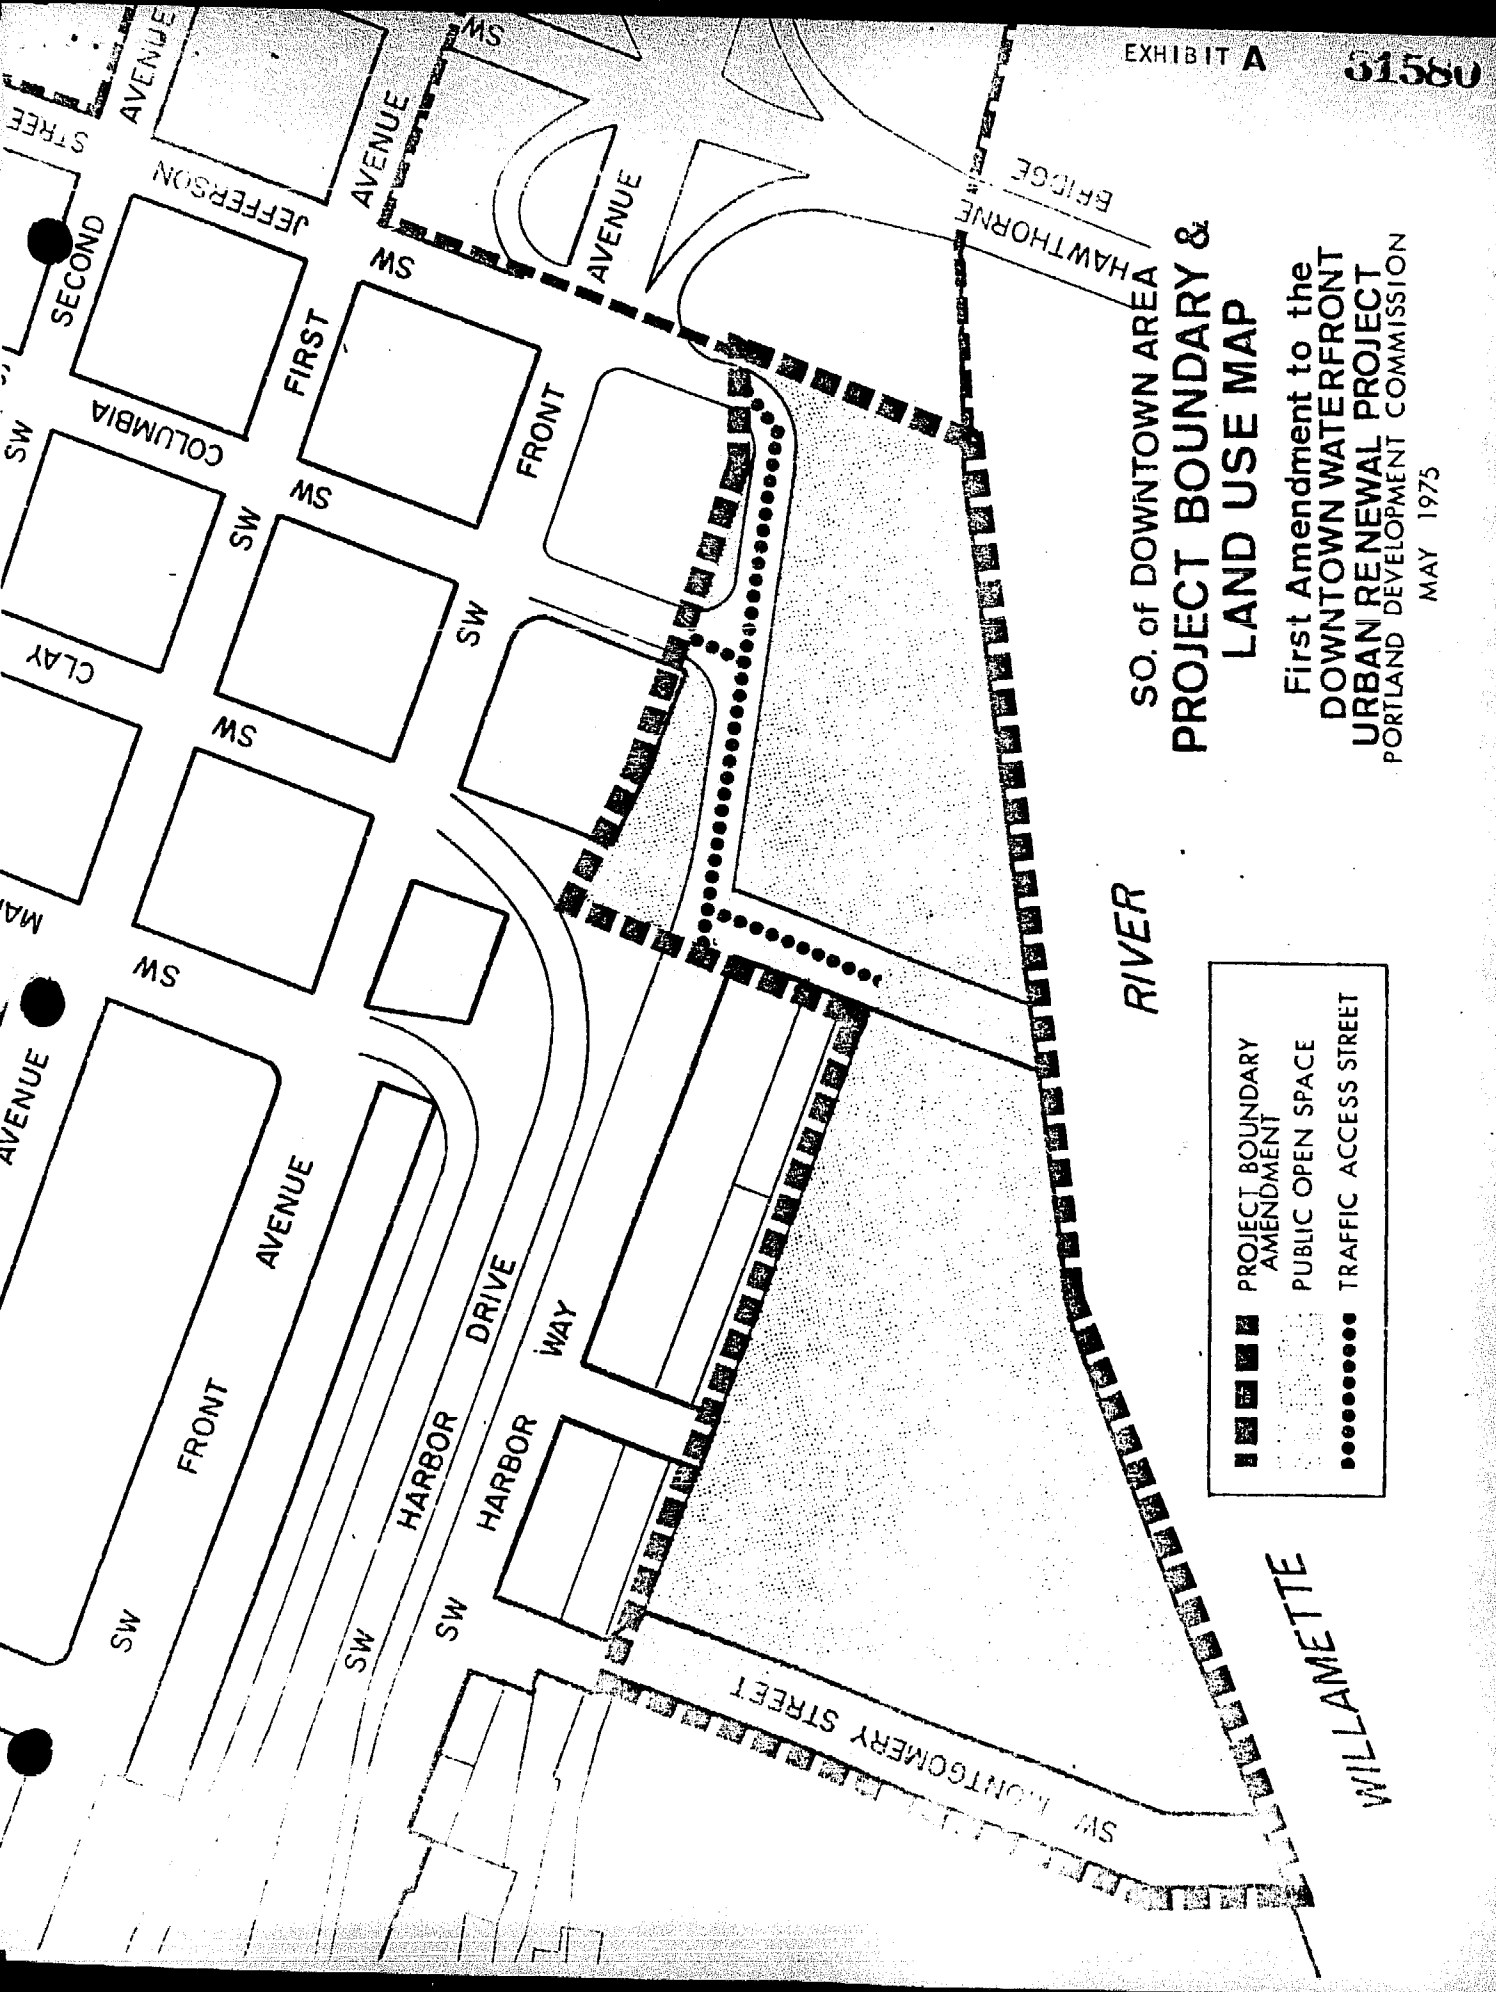 EXHIBIT A
31580
SO. of DOWNTOWN AREA
PROJECT BOUNDARY &
LAND USE MAP
First Amendment to the
DOWNTOWN WATERFRONT
URBAN RENEWAL PROJECT
PORTLAND DEVELOPMENT COMMISSION
MAY 1975
PROJECT BOUNDARY
AMENDMENT
PUBLIC OPEN SPACE
TRAFFIC ACCESS STREET
WILLAMETTE RIVER
HAWTHORNE
BRIDGE
SW MONTGOMERY STREET
SW HARBOR WAY
SW HARBOR DRIVE
SW FRONT AVENUE
SW FRONT AVENUE
SW FIRST AVENUE
SW SECOND AVENUE
AVENUE
SW JEFFERSON STREE
SW COLUMBIA
SW CLAY
SW
SW